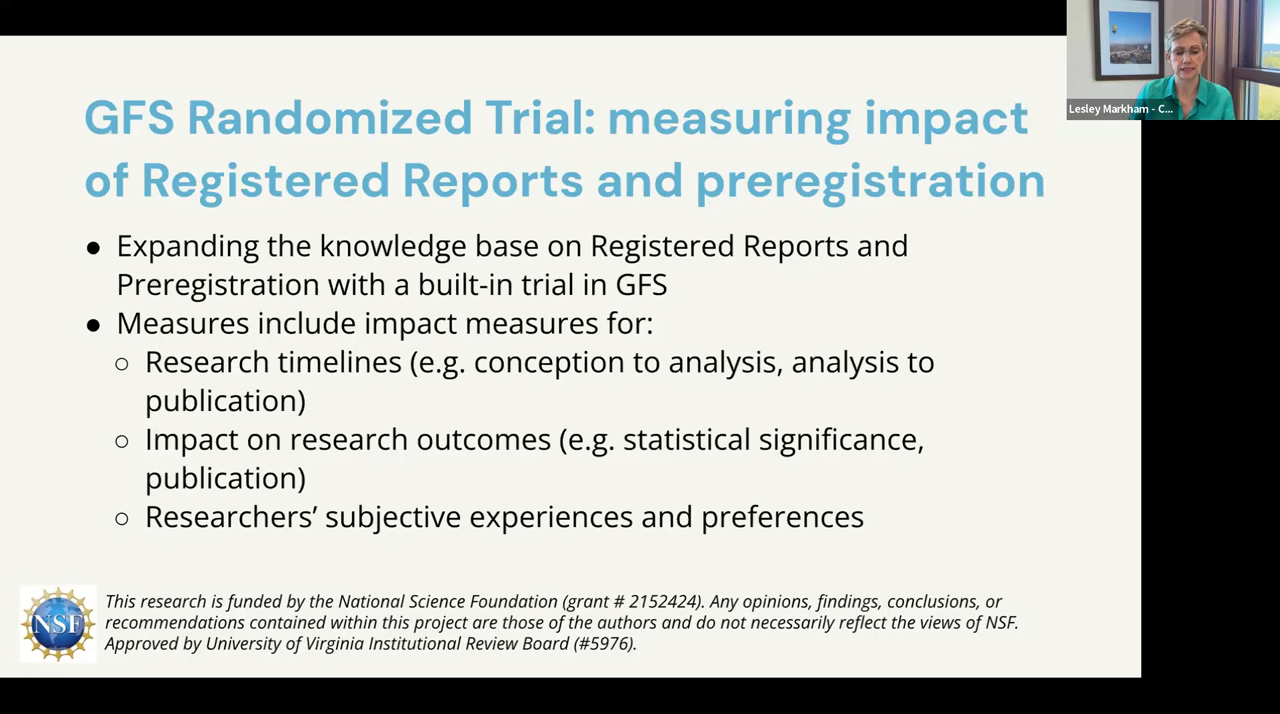 Lesley Markham - C...
GFS Randomized Trial: measuring impact
of Registered Reports and preregistration
● Expanding the knowledge base on Registered Reports and
Preregistration with a built-in trial in GFS
● Measures include impact measures for:
○ Research timelines (e.g. conception to analysis, analysis to
publication)
○ Impact on research outcomes (e.g. statistical significance,
publication)
○ Researchers’ subjective experiences and preferences
NSF
This research is funded by the National Science Foundation (grant # 2152424). Any opinions, findings, conclusions, or
recommendations contained within this project are those of the authors and do not necessarily reflect the views of NSF.
Approved by University of Virginia Institutional Review Board (#5976).